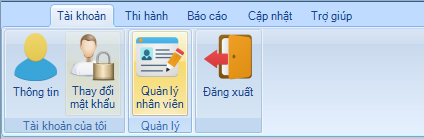 Tài khoản Thi hành Báo cáo Cập nhật Trợ giúp
Thông tin
Thay đổi
mật khẩu
Tài khoản của tôi
Quản lý
nhân viên
Quản lý
Đăng xuất